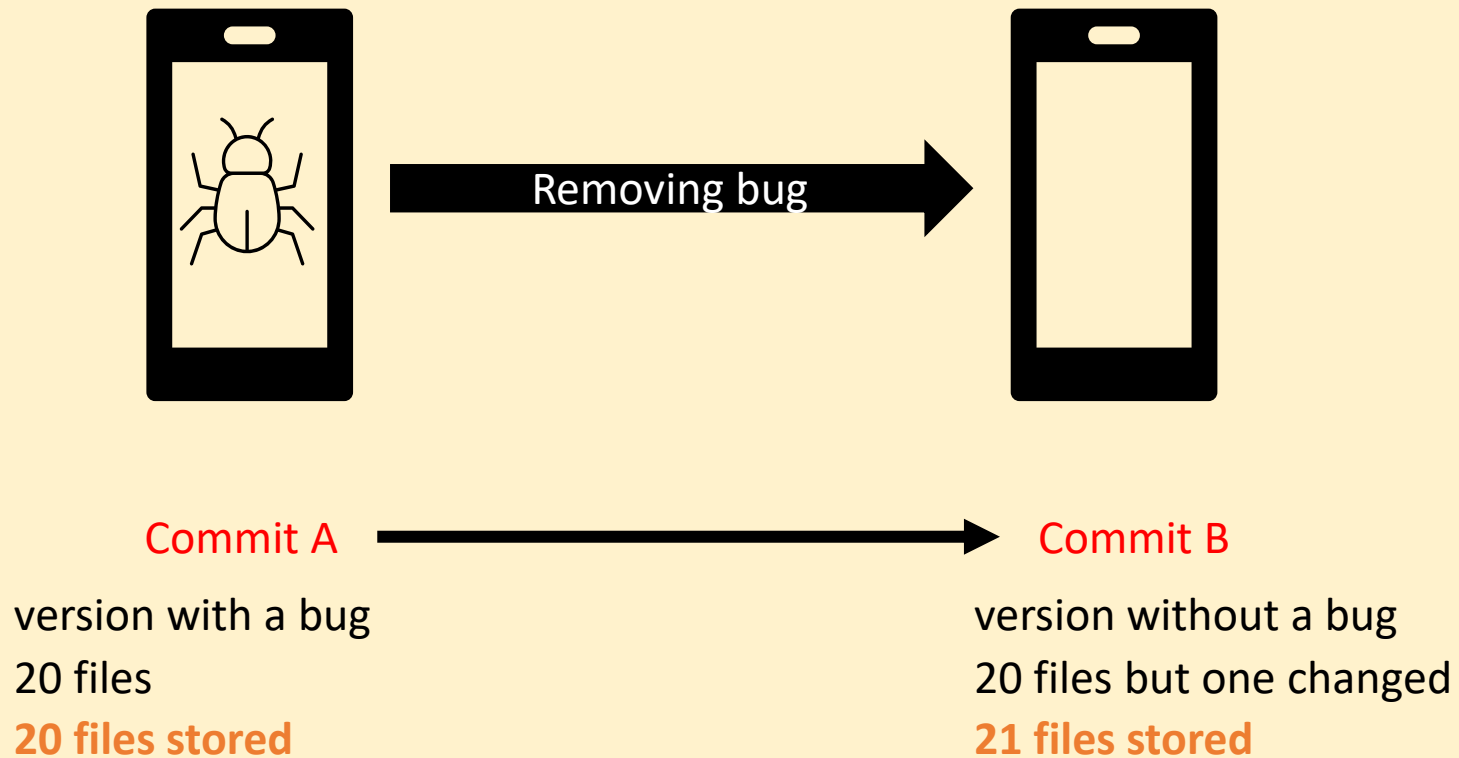 Removing bug
Commit A
Commit B
version with a bug
20 files
20 files stored
version without a bug
20 files but one changed
21 files stored